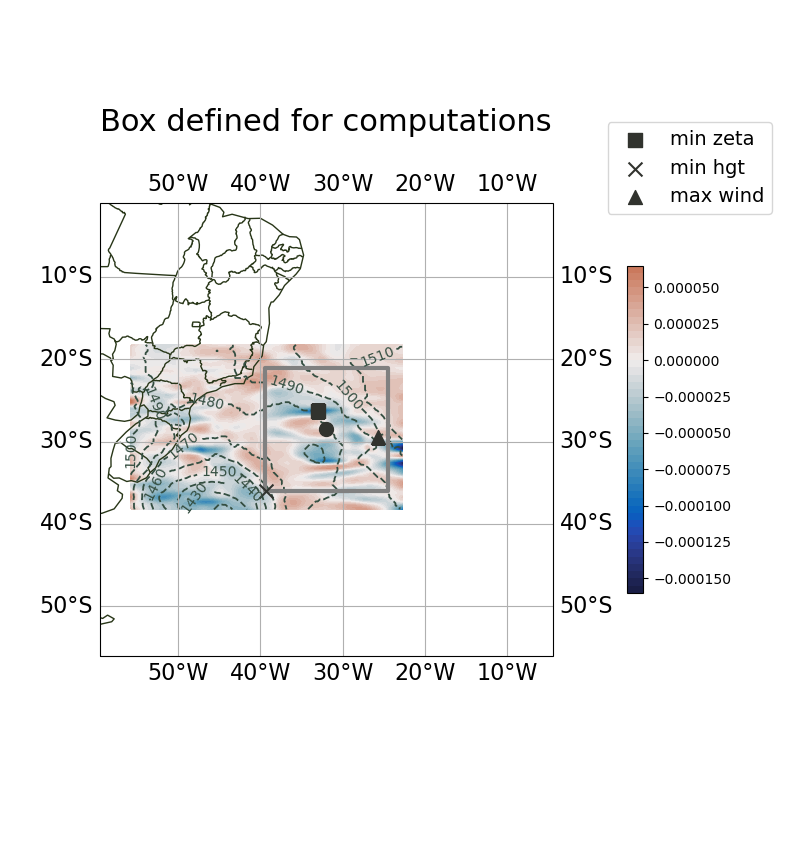 Box defined for computations
min zeta
min hgt
max wind
50°W 40°W 30°W 20°W 10°W
10°S 10°S
20°S 20°S
30°S 30°S
40°S 40°S
50°S 50°S
50°W 40°W 30°W 20°W 10°W
1510
1490
1500
1480
1470
1500
1450
1460
1440
1430
0.000050
0.000025
0.000000
−0.000025
−0.000050
−0.000075
−0.000100
−0.000125
−0.000150